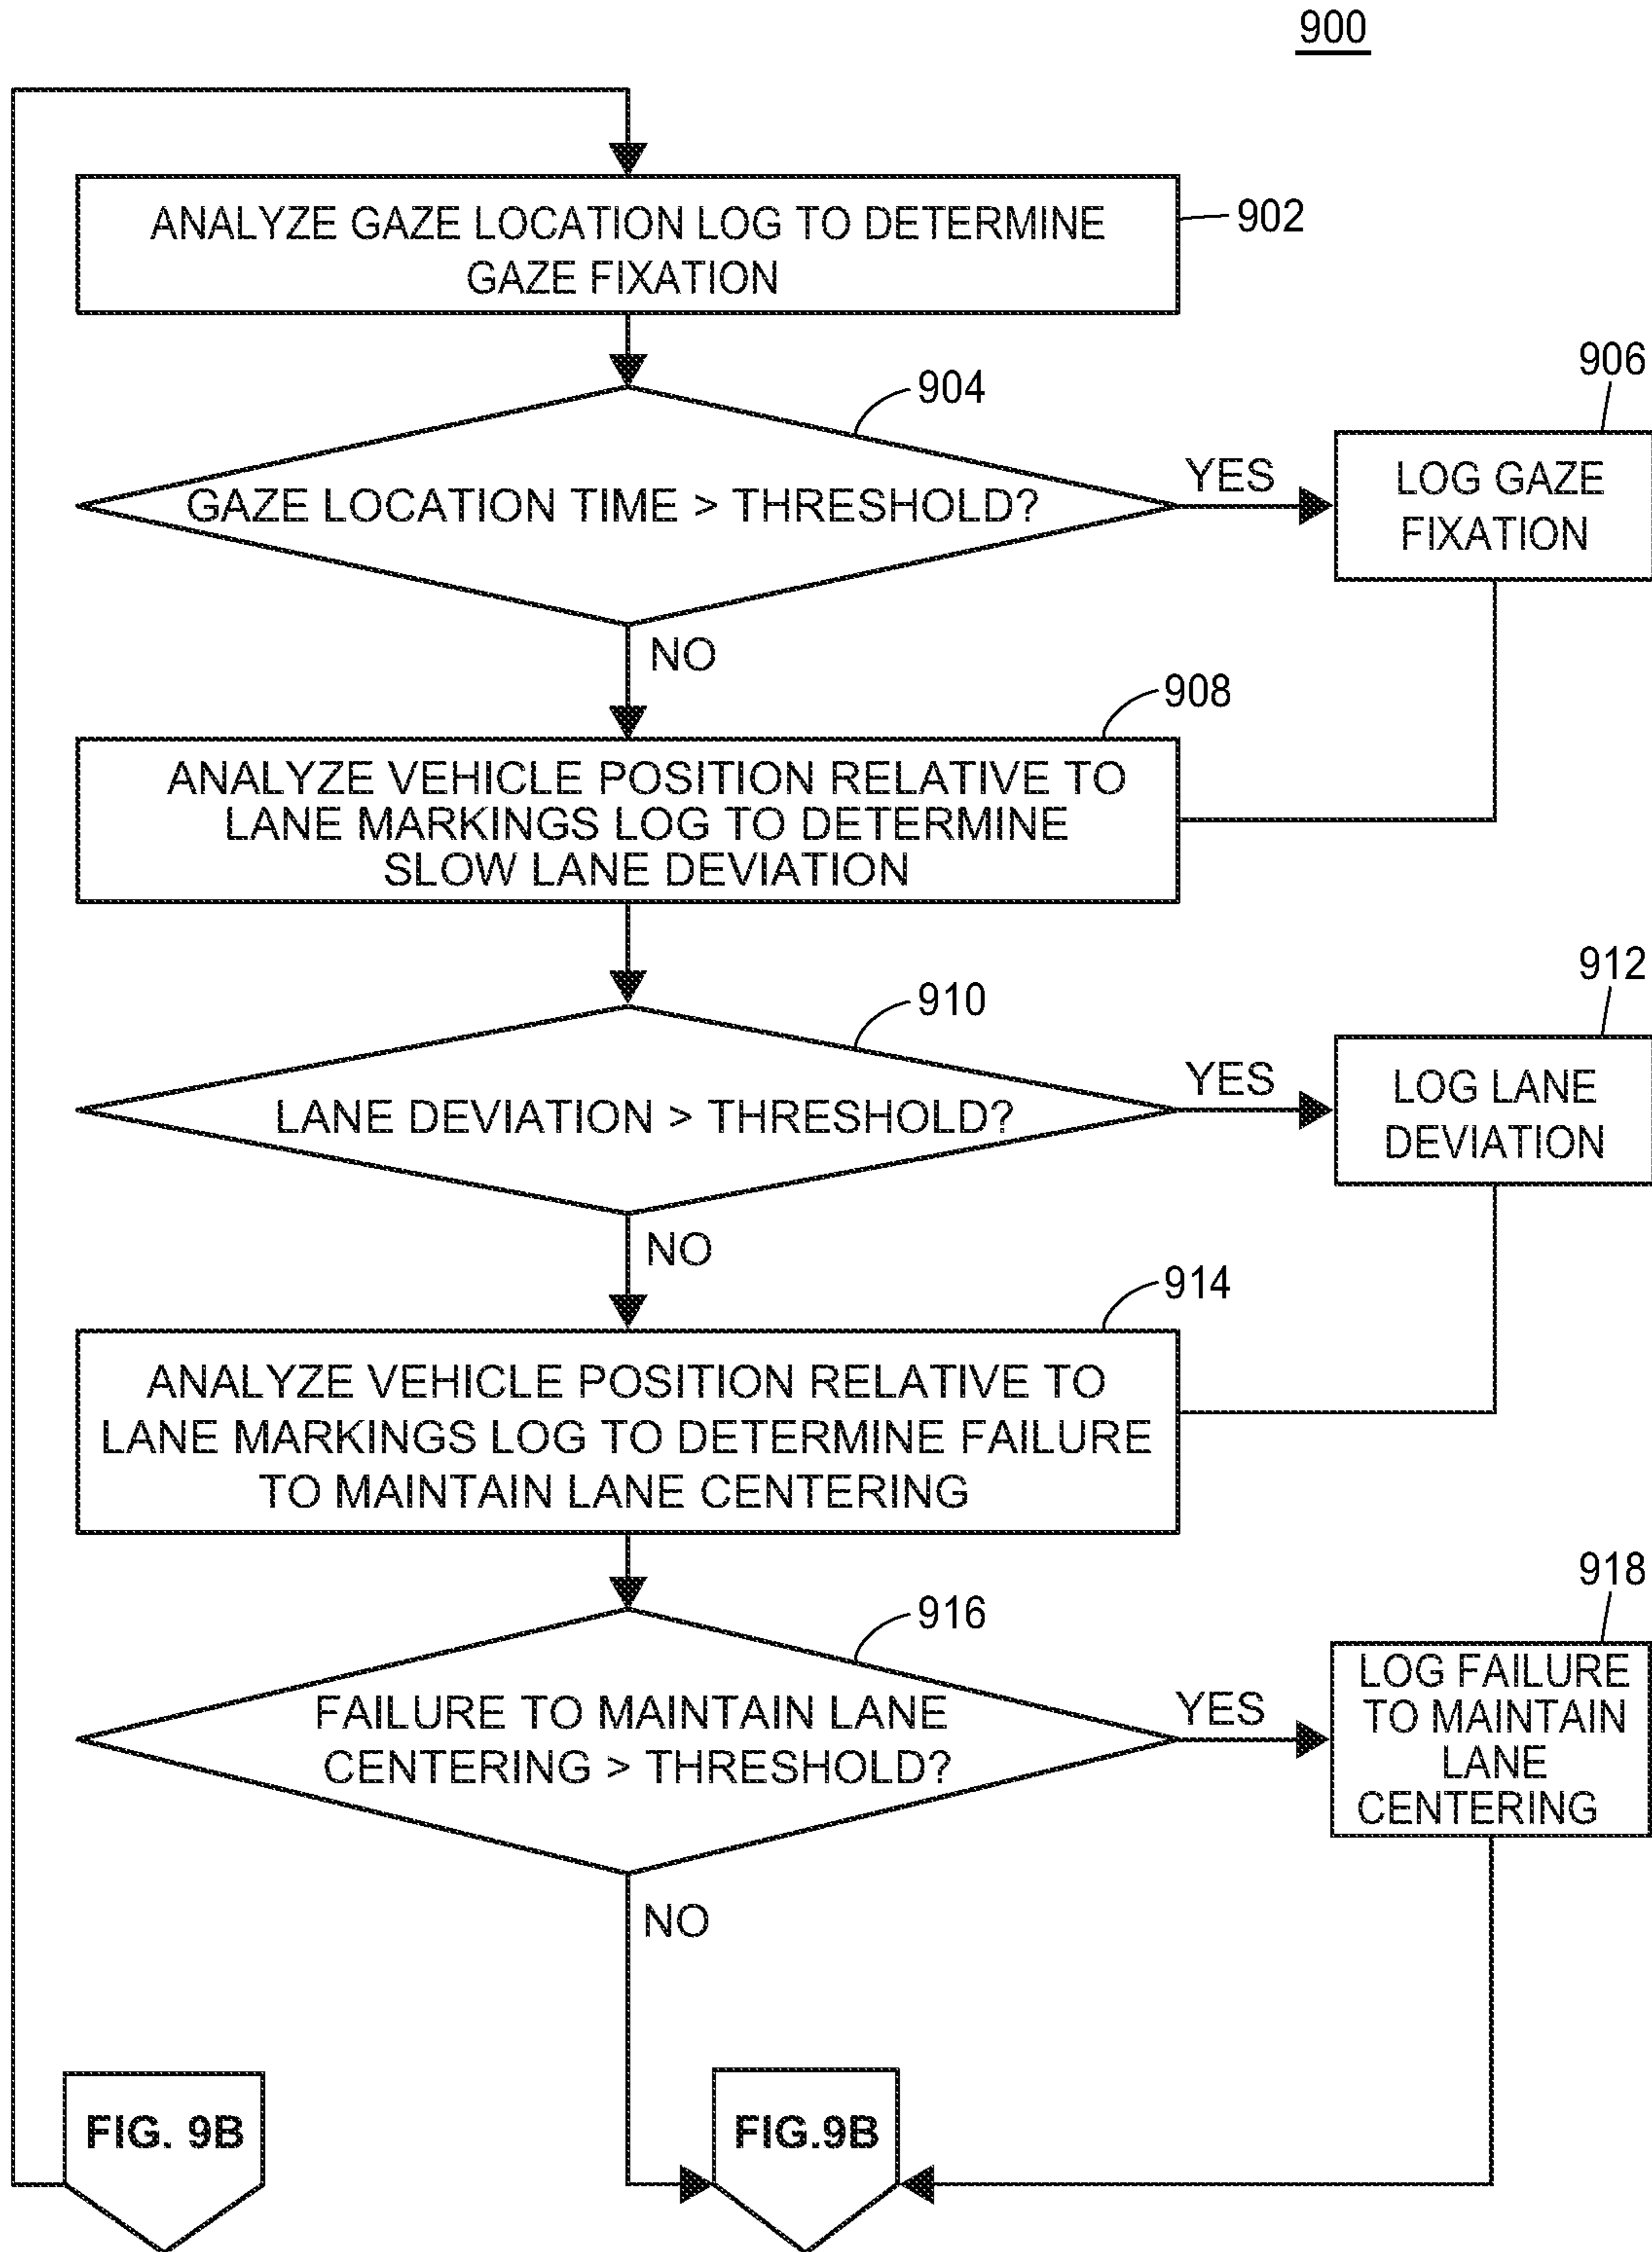 900
ANALYZE GAZE LOCATION LOG TO DETERMINE
GAZE FIXATION
902
904
GAZE LOCATION TIME > THRESHOLD?
YES
906
LOG GAZE
FIXATION
NO
908
ANALYZE VEHICLE POSITION RELATIVE TO
LANE MARKINGS LOG TO DETERMINE
SLOW LANE DEVIATION
910
LANE DEVIATION > THRESHOLD?
YES
912
LOG LANE
DEVIATION
NO
914
ANALYZE VEHICLE POSITION RELATIVE TO
LANE MARKINGS LOG TO DETERMINE FAILURE
TO MAINTAIN LANE CENTERING
916
FAILURE TO MAINTAIN LANE
CENTERING > THRESHOLD?
YES
918
LOG FAILURE
TO MAINTAIN
LANE
CENTERING
NO
FIG. 9B
FIG.9B